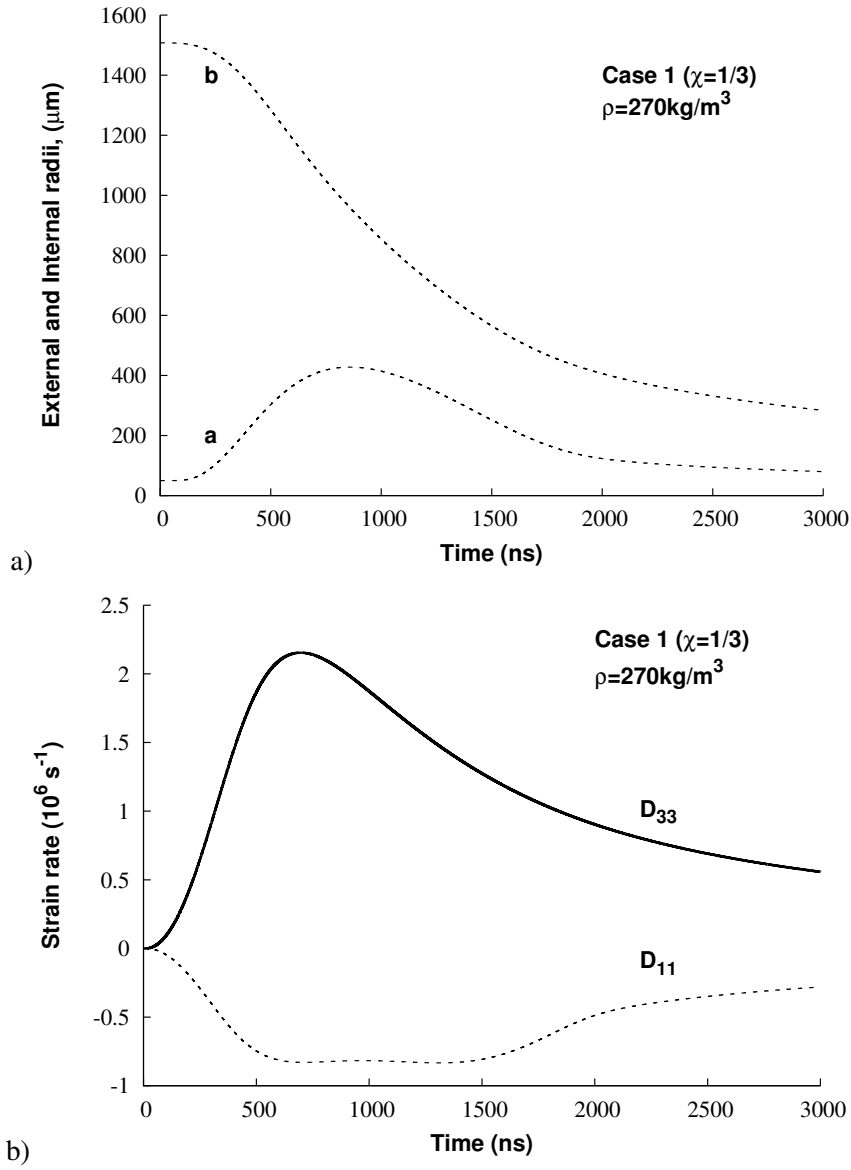 1600
1400
1200
1000
800
600
400
200
0
External and Internal radii, (μm)
b
a
Case 1 (χ=1/3)
ρ=270kg/m³
0 500 1000 1500 2000 2500 3000
Time (ns)
a)
2.5
2
1.5
1
0.5
0
-0.5
-1
Strain rate (10⁶ s⁻¹)
Case 1 (χ=1/3)
ρ=270kg/m³
D₃₃
D₁₁
0 500 1000 1500 2000 2500 3000
Time (ns)
b)